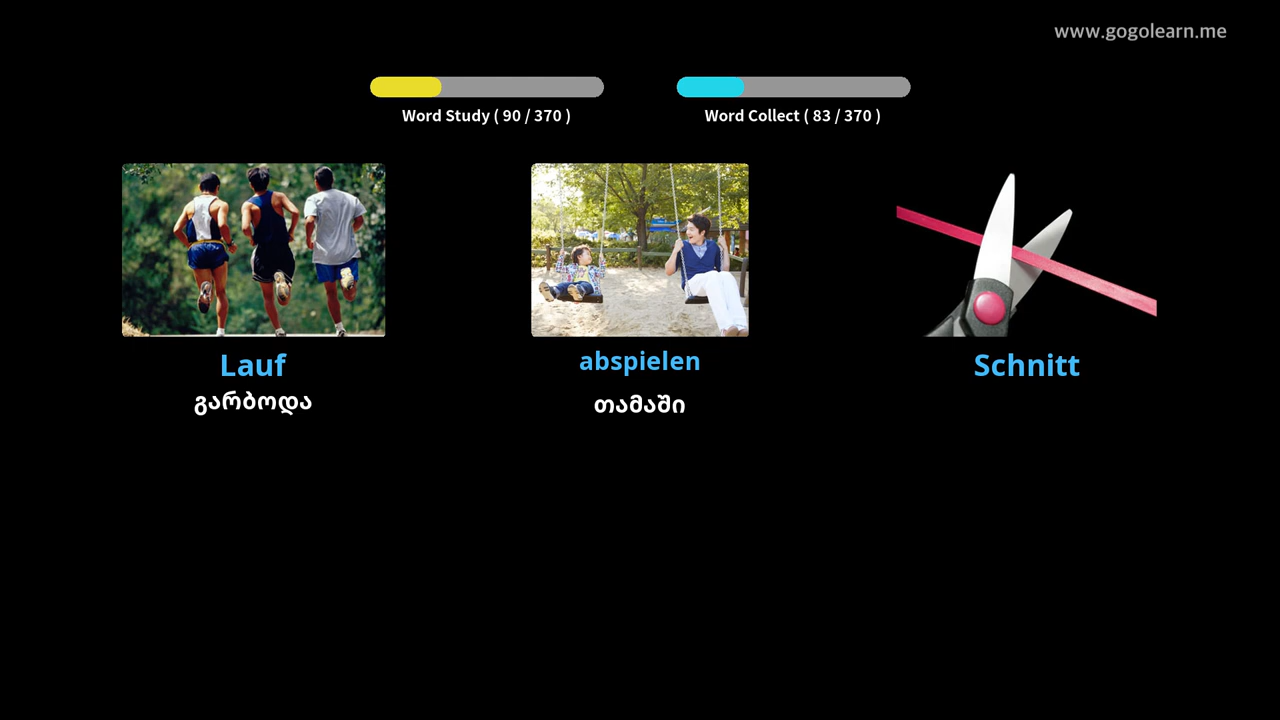 www.gogolearn.me
Word Study ( 90 / 370 )
Word Collect ( 83 / 370 )
Lauf
abspielen
Schnitt
გარბოდა
თამაში